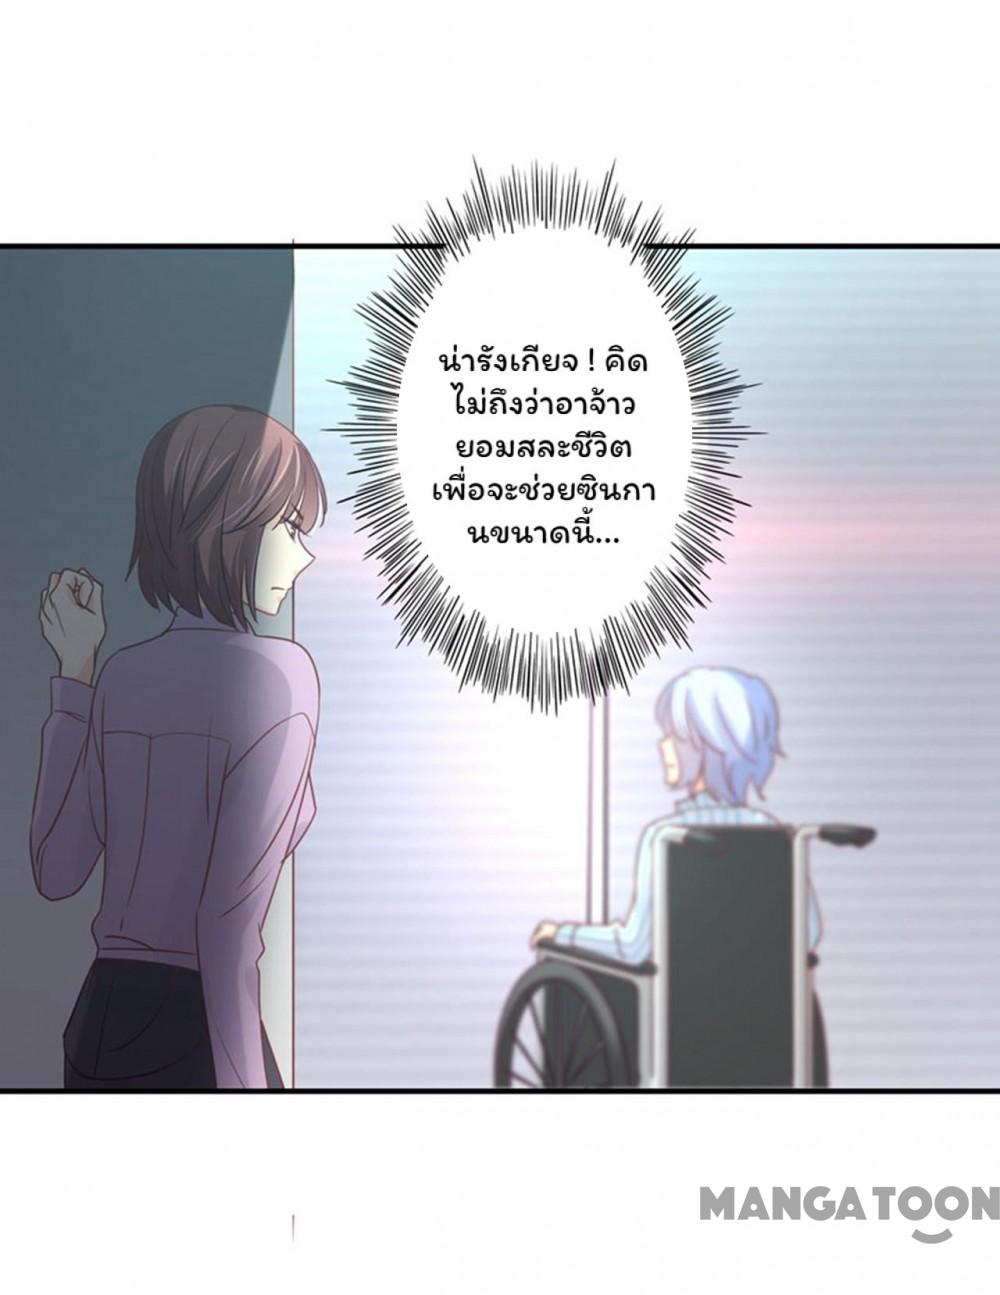 น่ารังเกียจ ! คิด
ไม่ถึงว่าอาจ้าว
ยอมสละชีวิต
เพื่อจะช่วยซินกา
นขนาดนี้...
MANGATOON